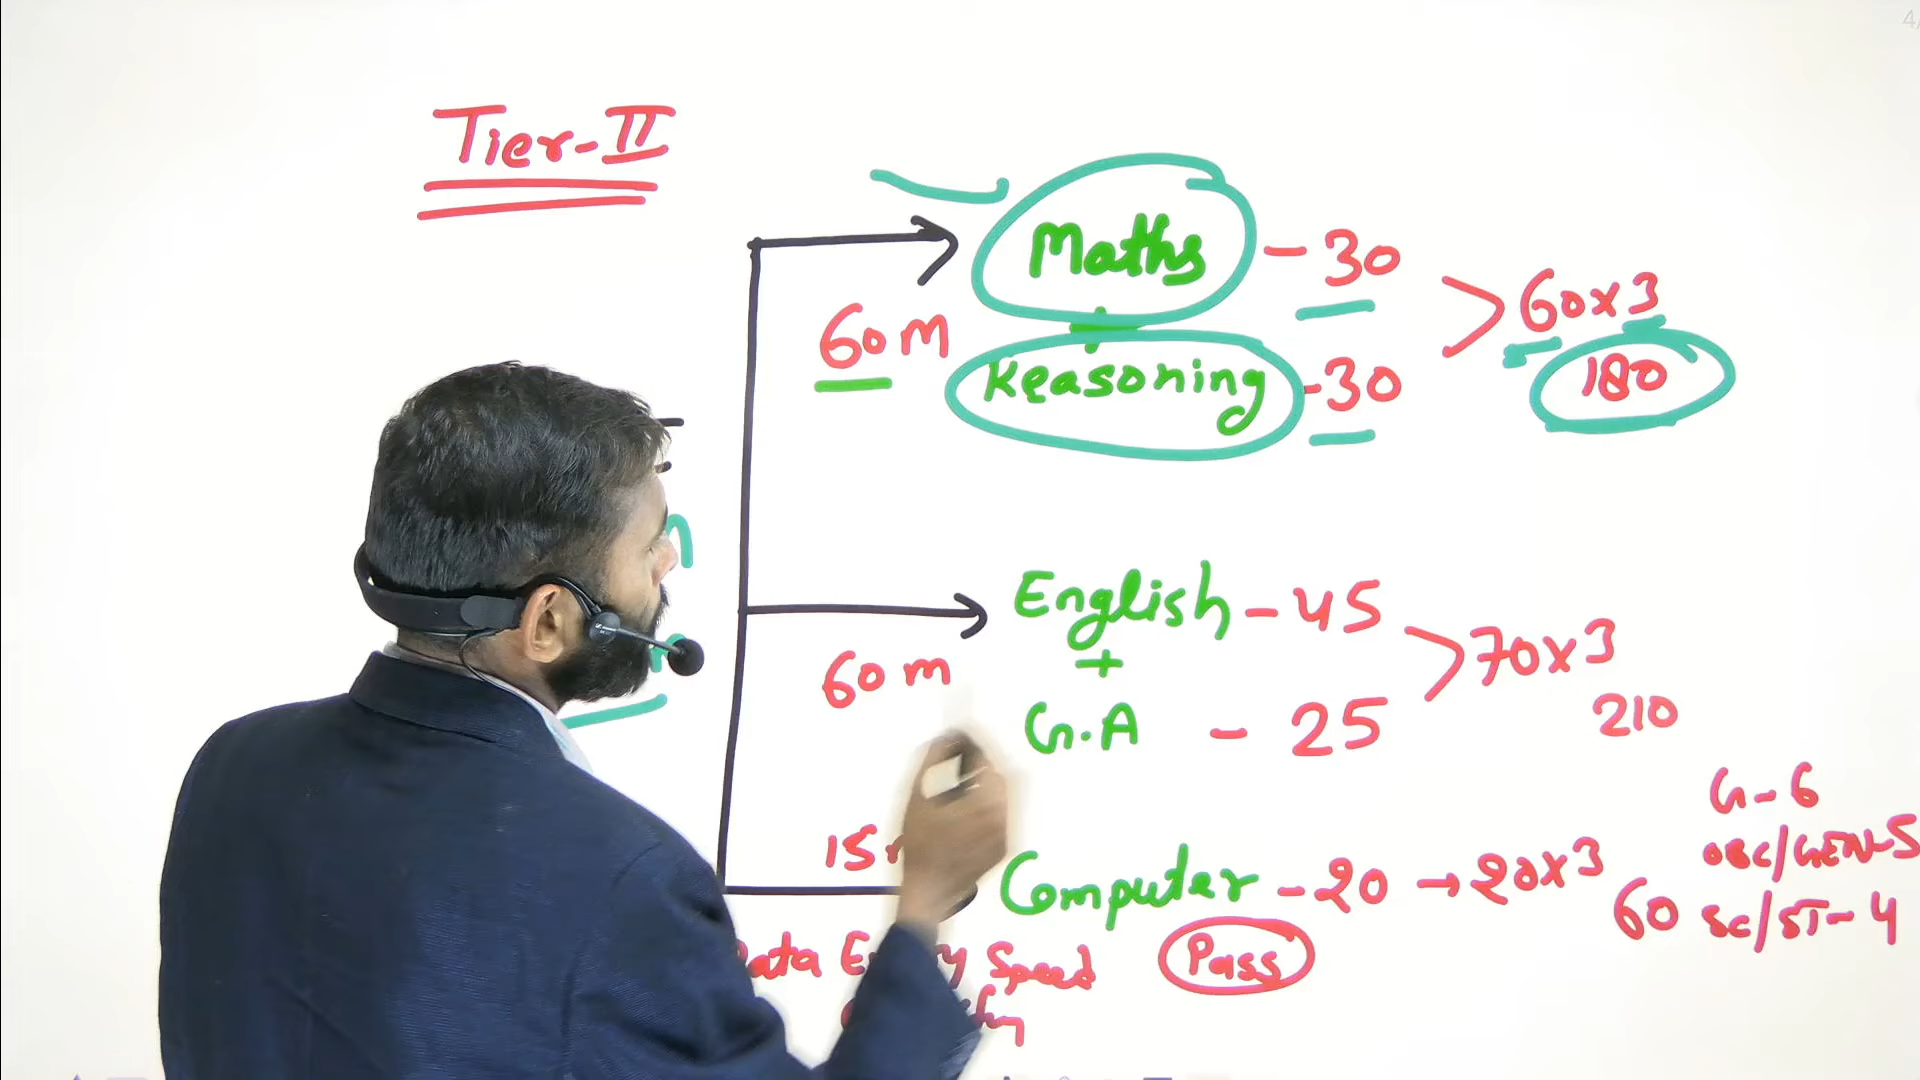 Tier-II
Maths - 30
60 m
+
Reasoning - 30
> 60x3
180
English - 45
+
60 m
G.A - 25
> 70x3
210
15
Computer - 20 → 20x3
60
G - 6
OBC/GEN-5
SC/ST-4
Speed
Pass